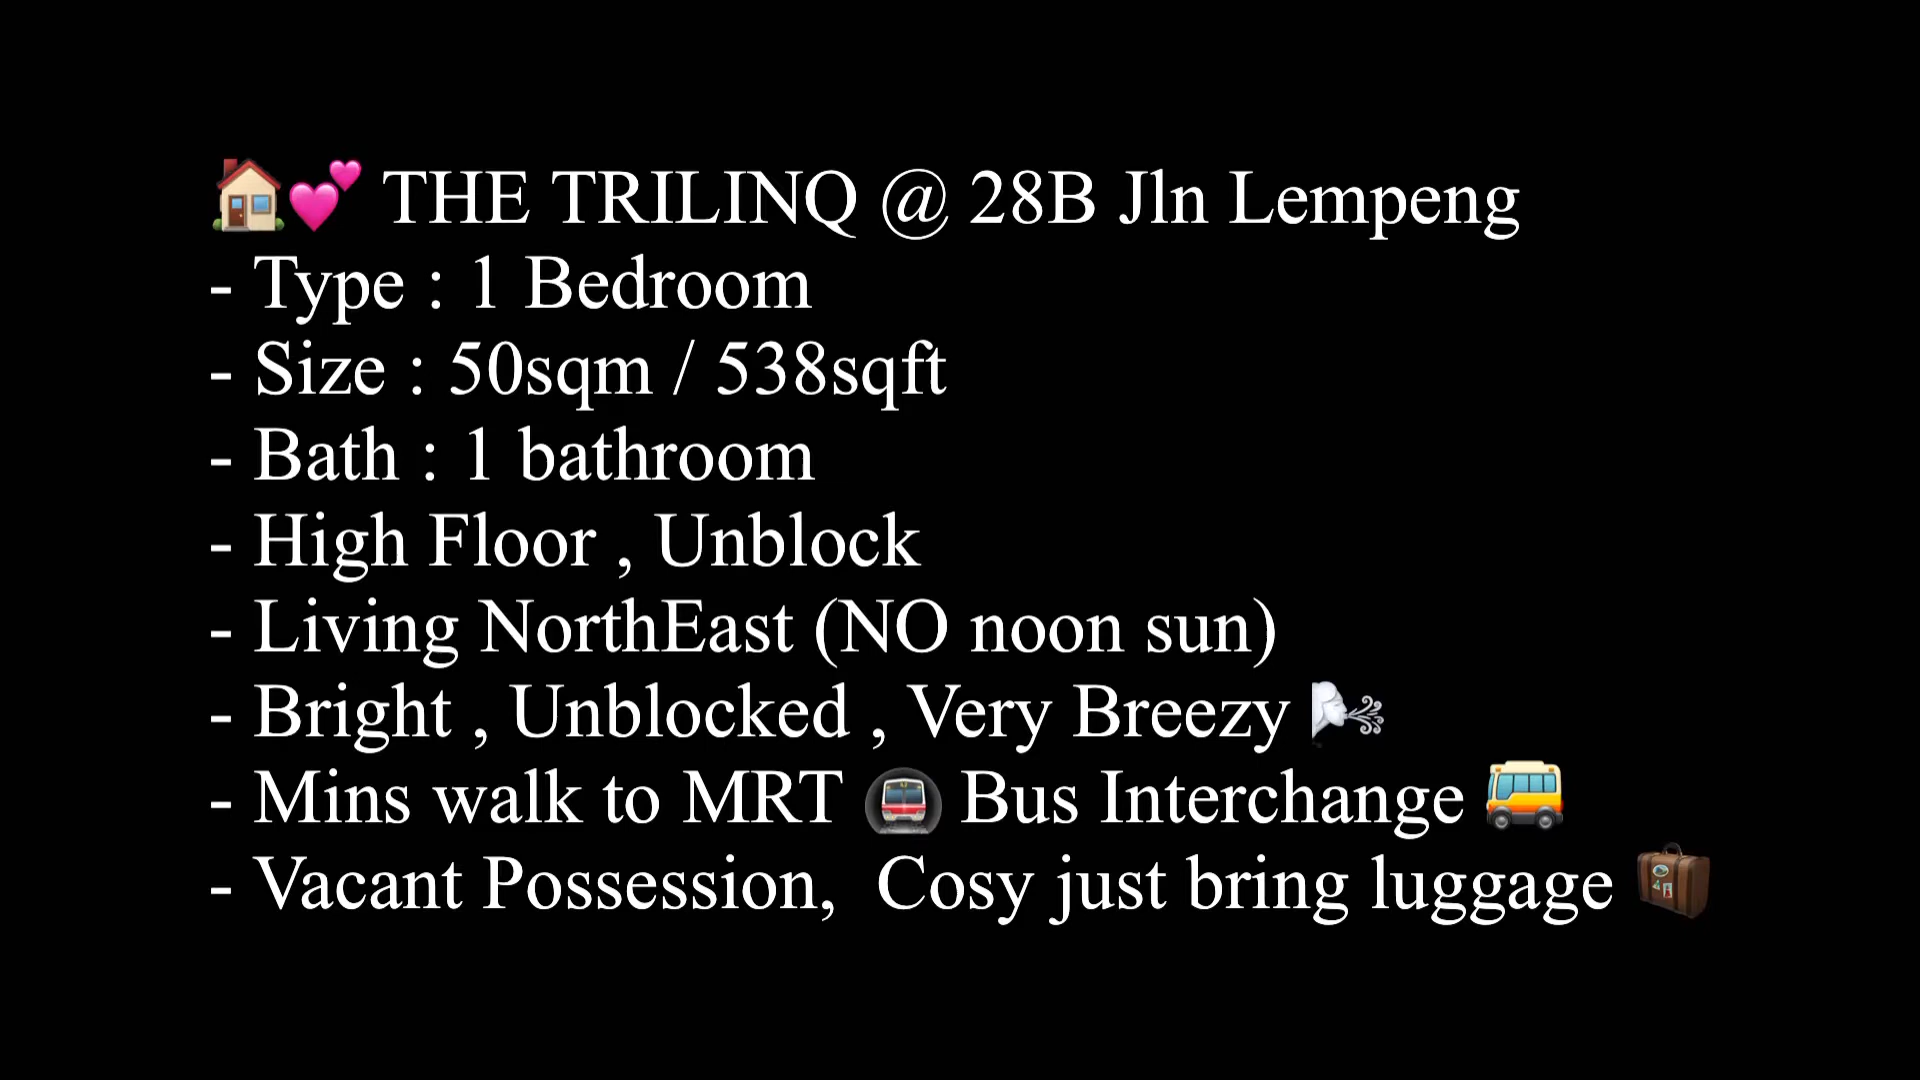 🏠💕 THE TRILINQ @ 28B Jln Lempeng
- Type : 1 Bedroom
- Size : 50sqm / 538sqft
- Bath : 1 bathroom
- High Floor , Unblock
- Living NorthEast (NO noon sun)
- Bright , Unblocked , Very Breezy 🌬
- Mins walk to MRT 🚇 Bus Interchange 🚌
- Vacant Possession,  Cosy just bring luggage 🧳